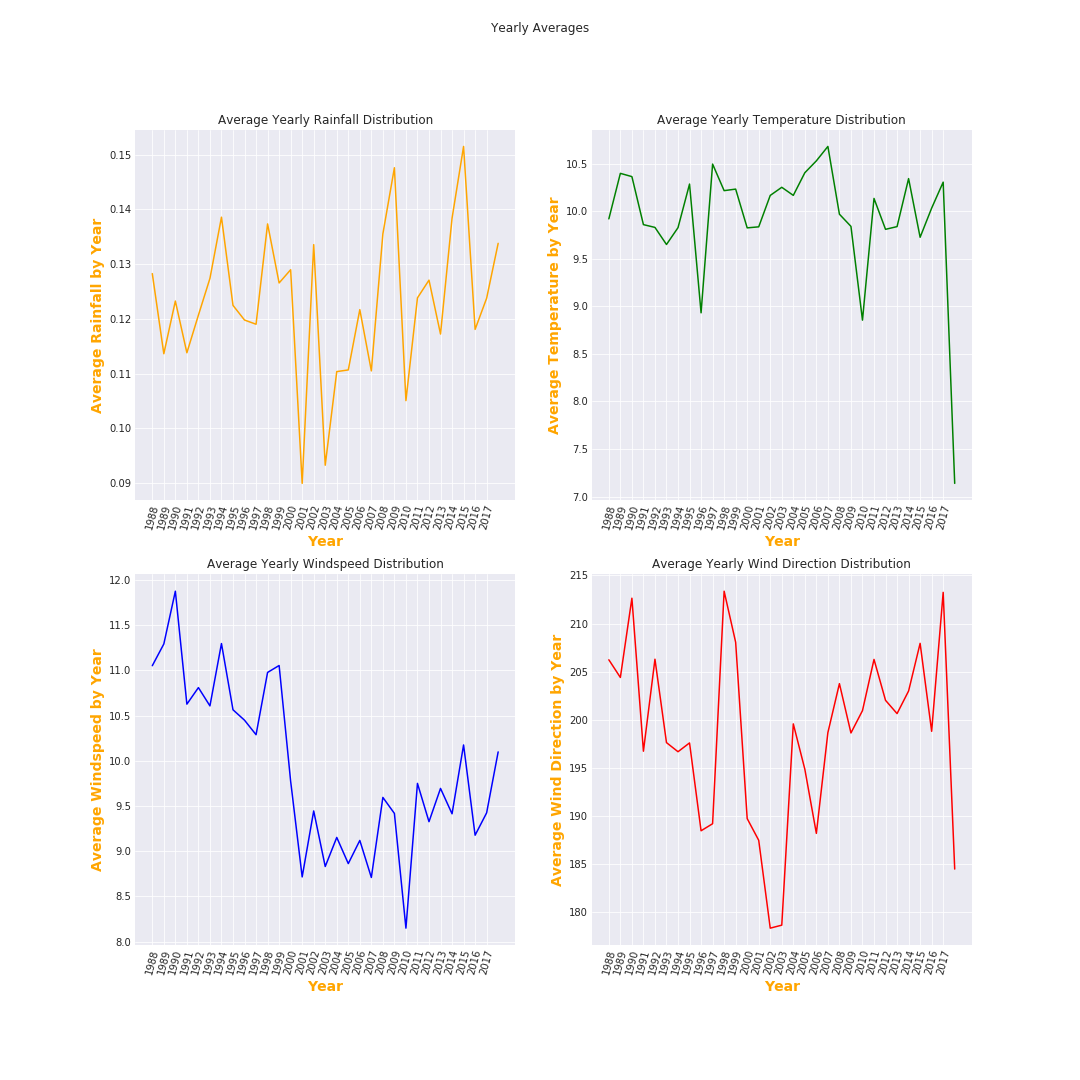 Yearly Averages
Average Yearly Rainfall Distribution
Average Rainfall by Year
0.15
0.14
0.13
0.12
0.11
0.10
0.09
1988 1989 1990 1991 1992 1993 1994 1995 1996 1997 1998 1999 2000 2001 2002 2003 2004 2005 2006 2007 2008 2009 2010 2011 2012 2013 2014 2015 2016 2017
Year
Average Yearly Temperature Distribution
Average Temperature by Year
10.5
10.0
9.5
9.0
8.5
8.0
7.5
7.0
1988 1989 1990 1991 1992 1993 1994 1995 1996 1997 1998 1999 2000 2001 2002 2003 2004 2005 2006 2007 2008 2009 2010 2011 2012 2013 2014 2015 2016 2017
Year
Average Yearly Windspeed Distribution
Average Windspeed by Year
12.0
11.5
11.0
10.5
10.0
9.5
9.0
8.5
8.0
1988 1989 1990 1991 1992 1993 1994 1995 1996 1997 1998 1999 2000 2001 2002 2003 2004 2005 2006 2007 2008 2009 2010 2011 2012 2013 2014 2015 2016 2017
Year
Average Yearly Wind Direction Distribution
Average Wind Direction by Year
215
210
205
200
195
190
185
180
1988 1989 1990 1991 1992 1993 1994 1995 1996 1997 1998 1999 2000 2001 2002 2003 2004 2005 2006 2007 2008 2009 2010 2011 2012 2013 2014 2015 2016 2017
Year